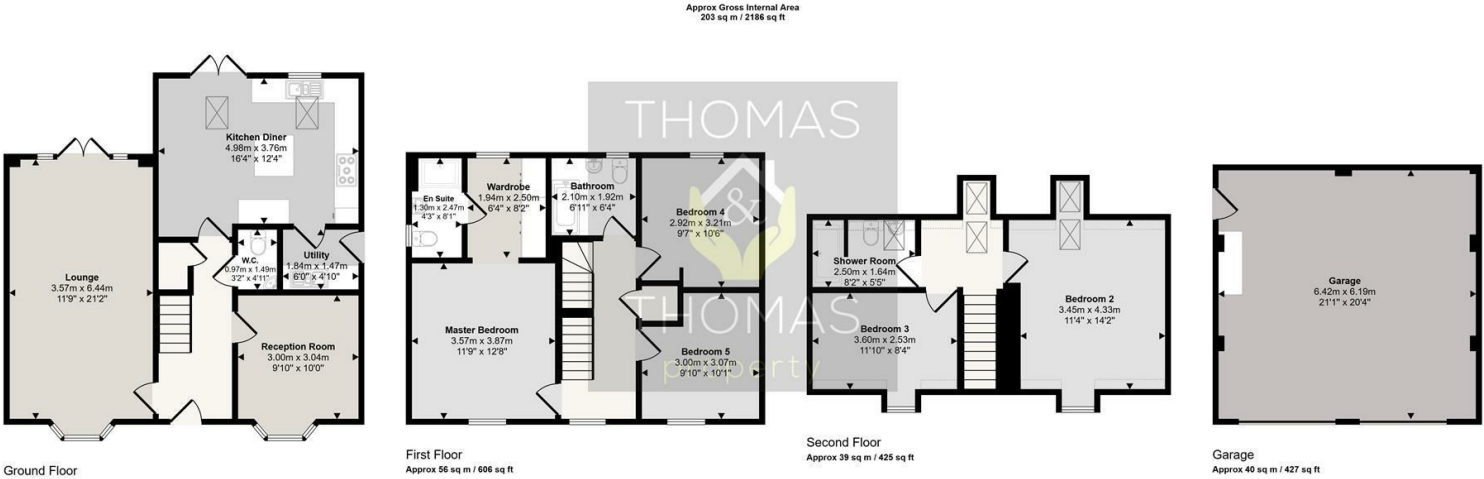 Approx Gross Internal Area
203 sq m / 2186 sq ft
Kitchen Diner
4.98m x 3.76m
16'4" x 12'4"
Lounge
3.57m x 6.44m
11'9" x 21'2"
W.C.
0.97m x 1.49m
3'2" x 4'11"
Utility
1.84m x 1.47m
6'0" x 4'10"
Reception Room
3.00m x 3.04m
9'10" x 10'0"
Ground Floor
THOMAS
&
THOMAS
property
En Suite
1.30m x 2.47m
4'3" x 8'1"
Wardrobe
1.94m x 2.50m
6'4" x 8'2"
Bathroom
2.10m x 1.92m
6'11" x 6'4"
Bedroom 4
2.92m x 3.21m
9'7" x 10'6"
Master Bedroom
3.57m x 3.87m
11'9" x 12'8"
Bedroom 5
3.00m x 3.07m
9'10" x 10'1"
First Floor
Approx 56 sq m / 606 sq ft
Shower Room
2.50m x 1.64m
8'2" x 5'5"
Bedroom 3
3.60m x 2.53m
11'10" x 8'4"
Bedroom 2
3.45m x 4.33m
11'4" x 14'2"
Second Floor
Approx 39 sq m / 425 sq ft
Garage
6.42m x 6.19m
21'1" x 20'4"
Garage
Approx 40 sq m / 427 sq ft